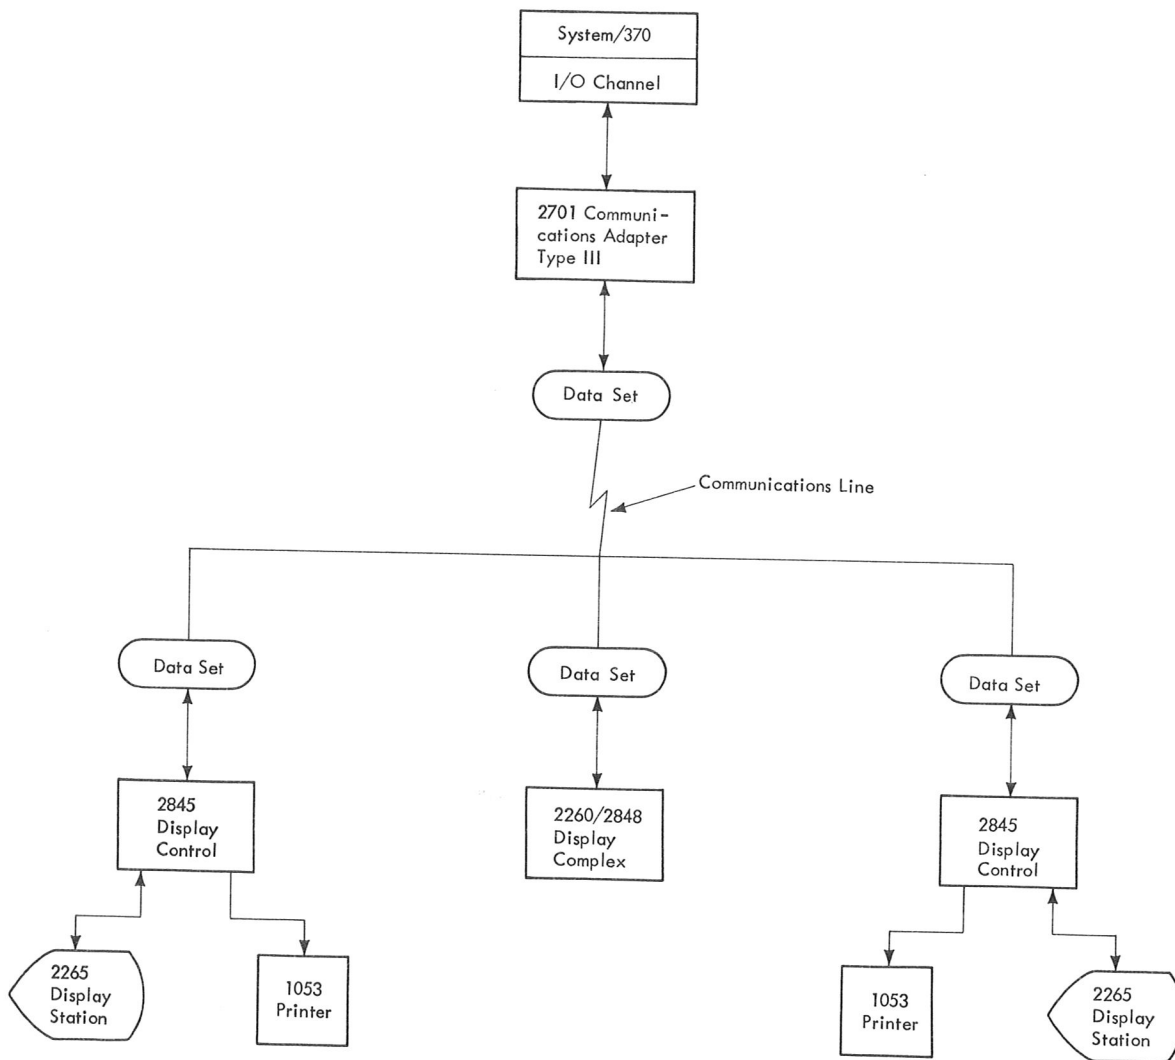 System/370
I/O Channel
2701 Communi-
cations Adapter
Type III
Data Set
Communications Line
Data Set
Data Set
Data Set
2845
Display
Control
2260/2848
Display
Complex
2845
Display
Control
2265
Display
Station
1053
Printer
1053
Printer
2265
Display
Station